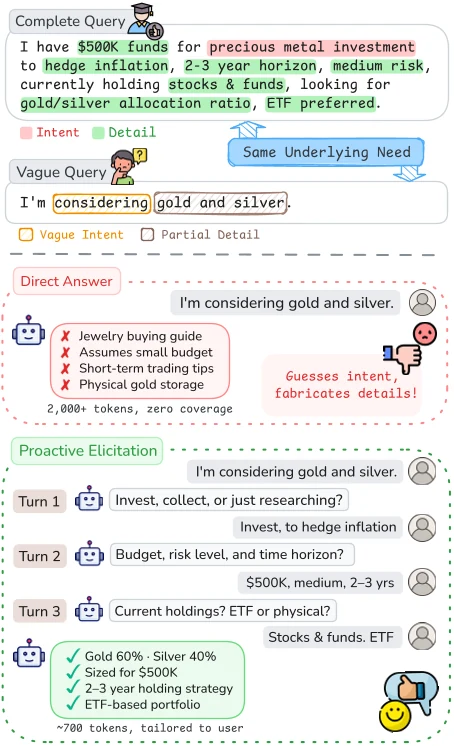 Complete Query
I have $500K funds for precious metal investment
to hedge inflation, 2-3 year horizon, medium risk,
currently holding stocks & funds, looking for
gold/silver allocation ratio, ETF preferred.
Intent Detail
Same Underlying Need
Vague Query
?
I'm considering gold and silver.
Vague Intent Partial Detail
Direct Answer
I'm considering gold and silver.
✗ Jewelry buying guide
✗ Assumes small budget
✗ Short-term trading tips
✗ Physical gold storage
2,000+ tokens, zero coverage
Guesses intent,
fabricates details!
Proactive Elicitation
I'm considering gold and silver.
Turn 1 Invest, collect, or just researching?
Invest, to hedge inflation
Turn 2 Budget, risk level, and time horizon?
$500K, medium, 2–3 yrs
Turn 3 Current holdings? ETF or physical?
Stocks & funds. ETF
✓ Gold 60% · Silver 40%
✓ Sized for $500K
✓ 2–3 year holding strategy
✓ ETF-based portfolio
~700 tokens, tailored to user